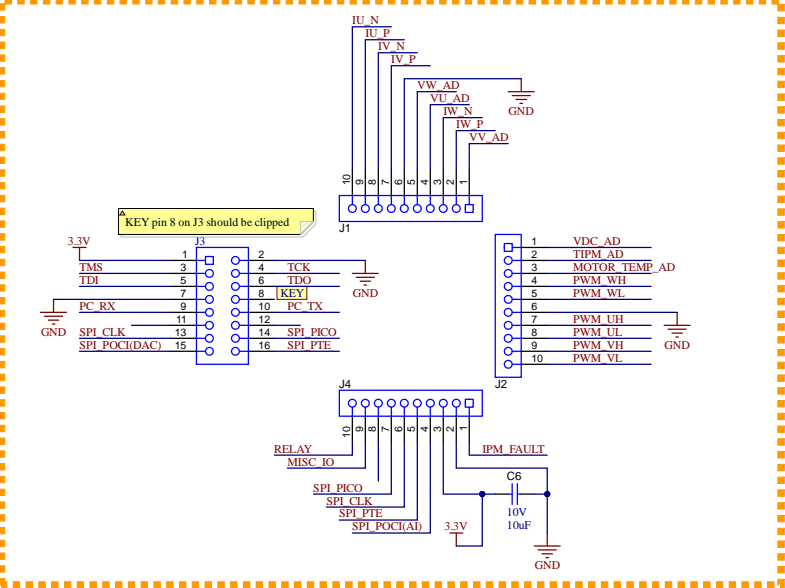 IU_N
IU_P
IV_N
IV_P
VW_AD
VU_AD
IW_N
IW_P
VV_AD
GND
10 9 8 7 6 5 4 3 2 1
J1
KEY pin 8 on J3 should be clipped
3.3V
J3
1 2
TMS 3 4 TCK
TDI 5 6 TDO
7 8 KEY
PC_RX 9 10 PC_TX
11 12
SPI_CLK 13 14 SPI_PICO
SPI_POCI(DAC) 15 16 SPI_PTE
GND
GND
1 VDC_AD
2 TIPM_AD
3 MOTOR_TEMP_AD
4 PWM_WH
5 PWM_WL
6
7 PWM_UH
8 PWM_UL
9 PWM_VH
10 PWM_VL
GND
J2
J4
10 9 8 7 6 5 4 3 2 1
RELAY
MISC_IO
IPM_FAULT
SPI_PICO
SPI_CLK
SPI_PTE
SPI_POCI(AI)
3.3V
C6
10V
10uF
GND